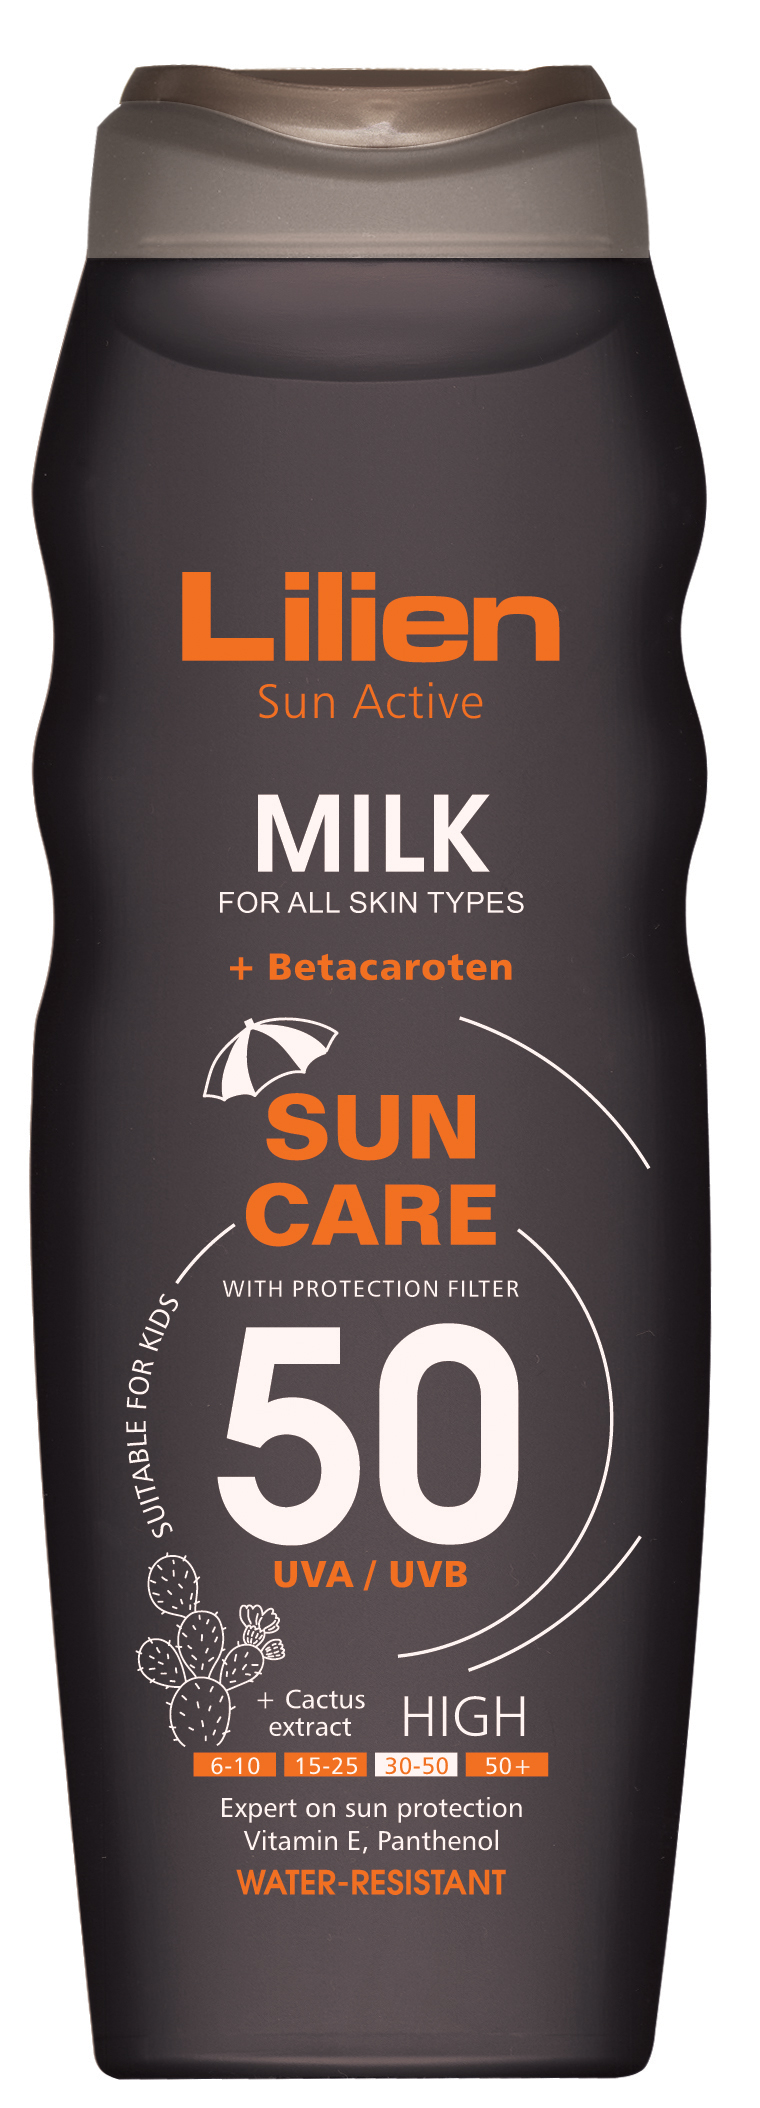 Lilien
Sun Active
MILK
FOR ALL SKIN TYPES
+ Betacaroten
SUN
CARE
WITH PROTECTION FILTER
SUITABLE FOR KIDS
50
UVA / UVB
+ Cactus
extract
HIGH
6-10 15-25 30-50 50+
Expert on sun protection
Vitamin E, Panthenol
WATER-RESISTANT